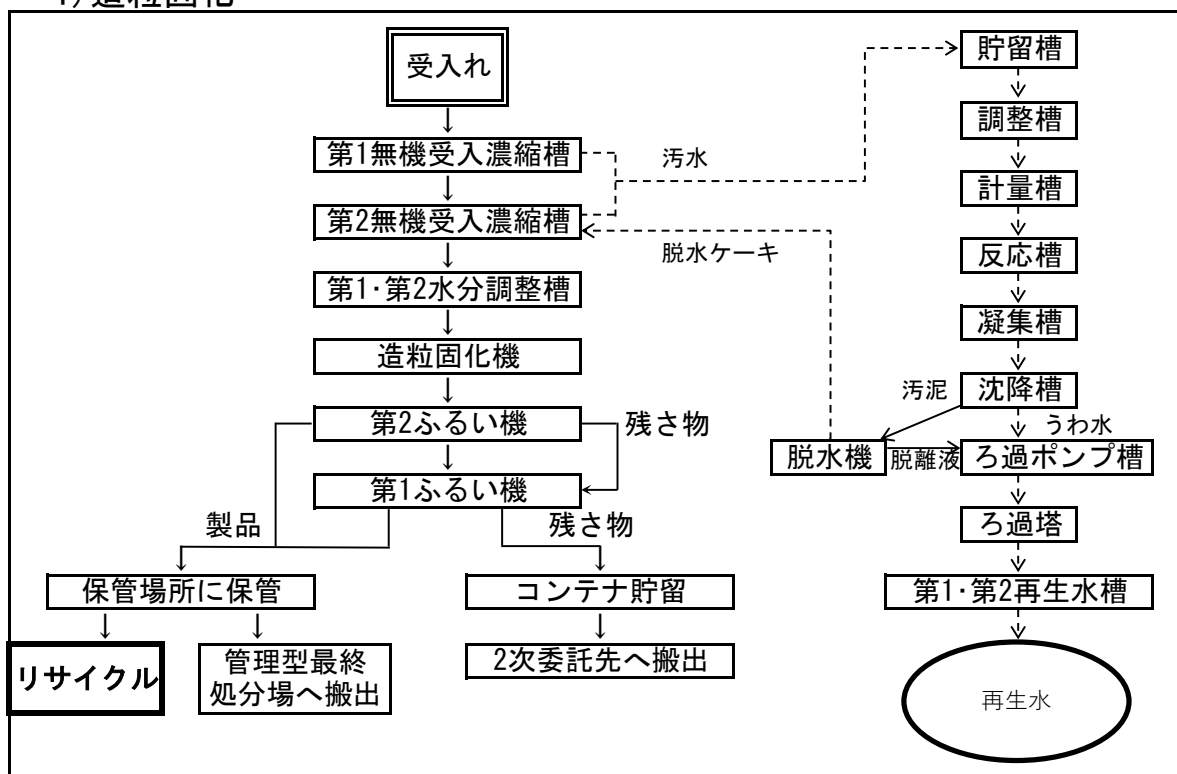 1)造粒固化
受入れ
第1無機受入濃縮槽
第2無機受入濃縮槽
第1･第2水分調整槽
造粒固化機
第2ふるい機
残さ物
第1ふるい機
製品
残さ物
保管場所に保管
コンテナ貯留
リサイクル
管理型最終
処分場へ搬出
2次委託先へ搬出
汚水
脱水ケーキ
貯留槽
調整槽
計量槽
反応槽
凝集槽
沈降槽
汚泥
うわ水
脱水機
脱離液
ろ過ポンプ槽
ろ過塔
第1･第2再生水槽
再生水